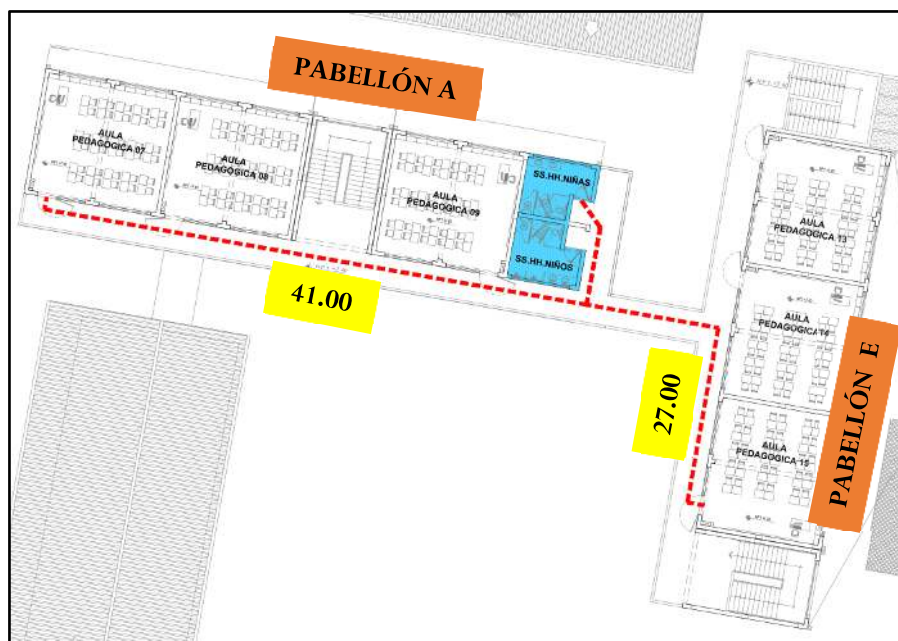 PABELLÓN A
AULA
PEDAGOGICA 07
AULA
PEDAGOGICA 08
AULA
PEDAGOGICA 09
SS.HH.NIÑAS
SS.HH.NIÑOS
41.00
27.00
AULA
PEDAGOGICA 13
AULA
PEDAGOGICA 14
AULA
PEDAGOGICA 15
PABELLÓN E